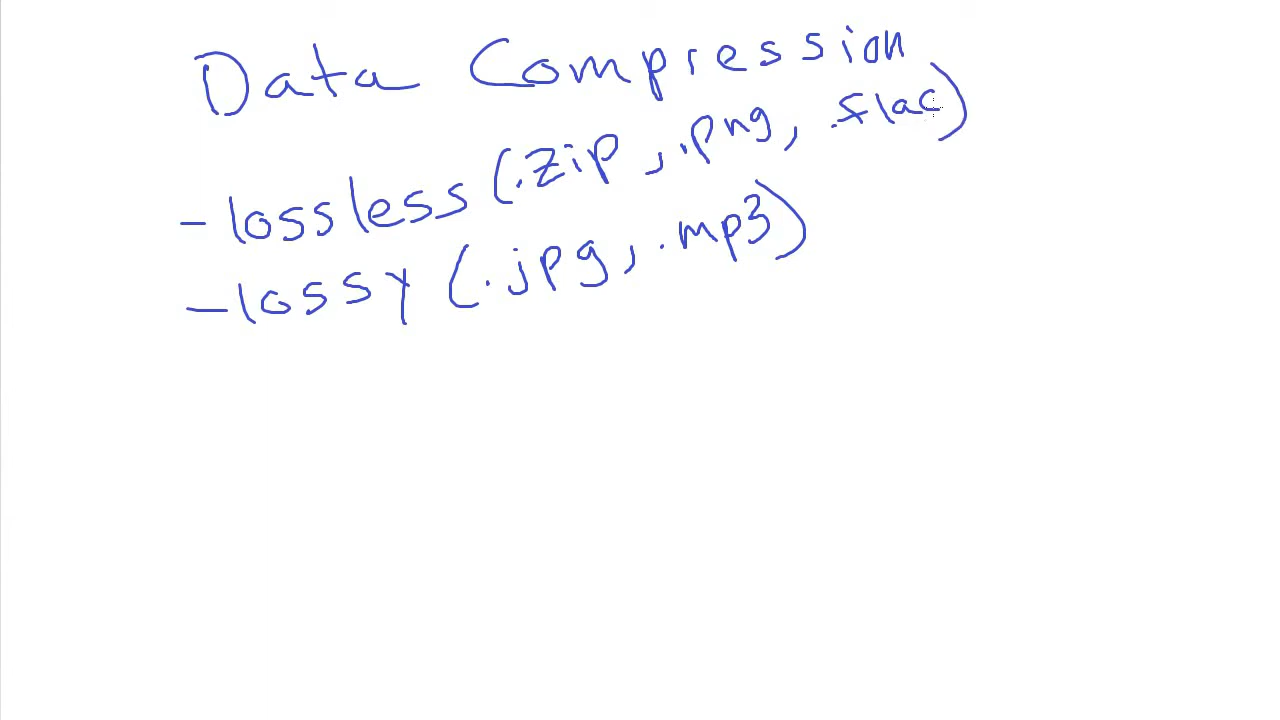 Data Compression
- lossless (.zip, .png, .flac)
- lossy (.jpg, .mp3)